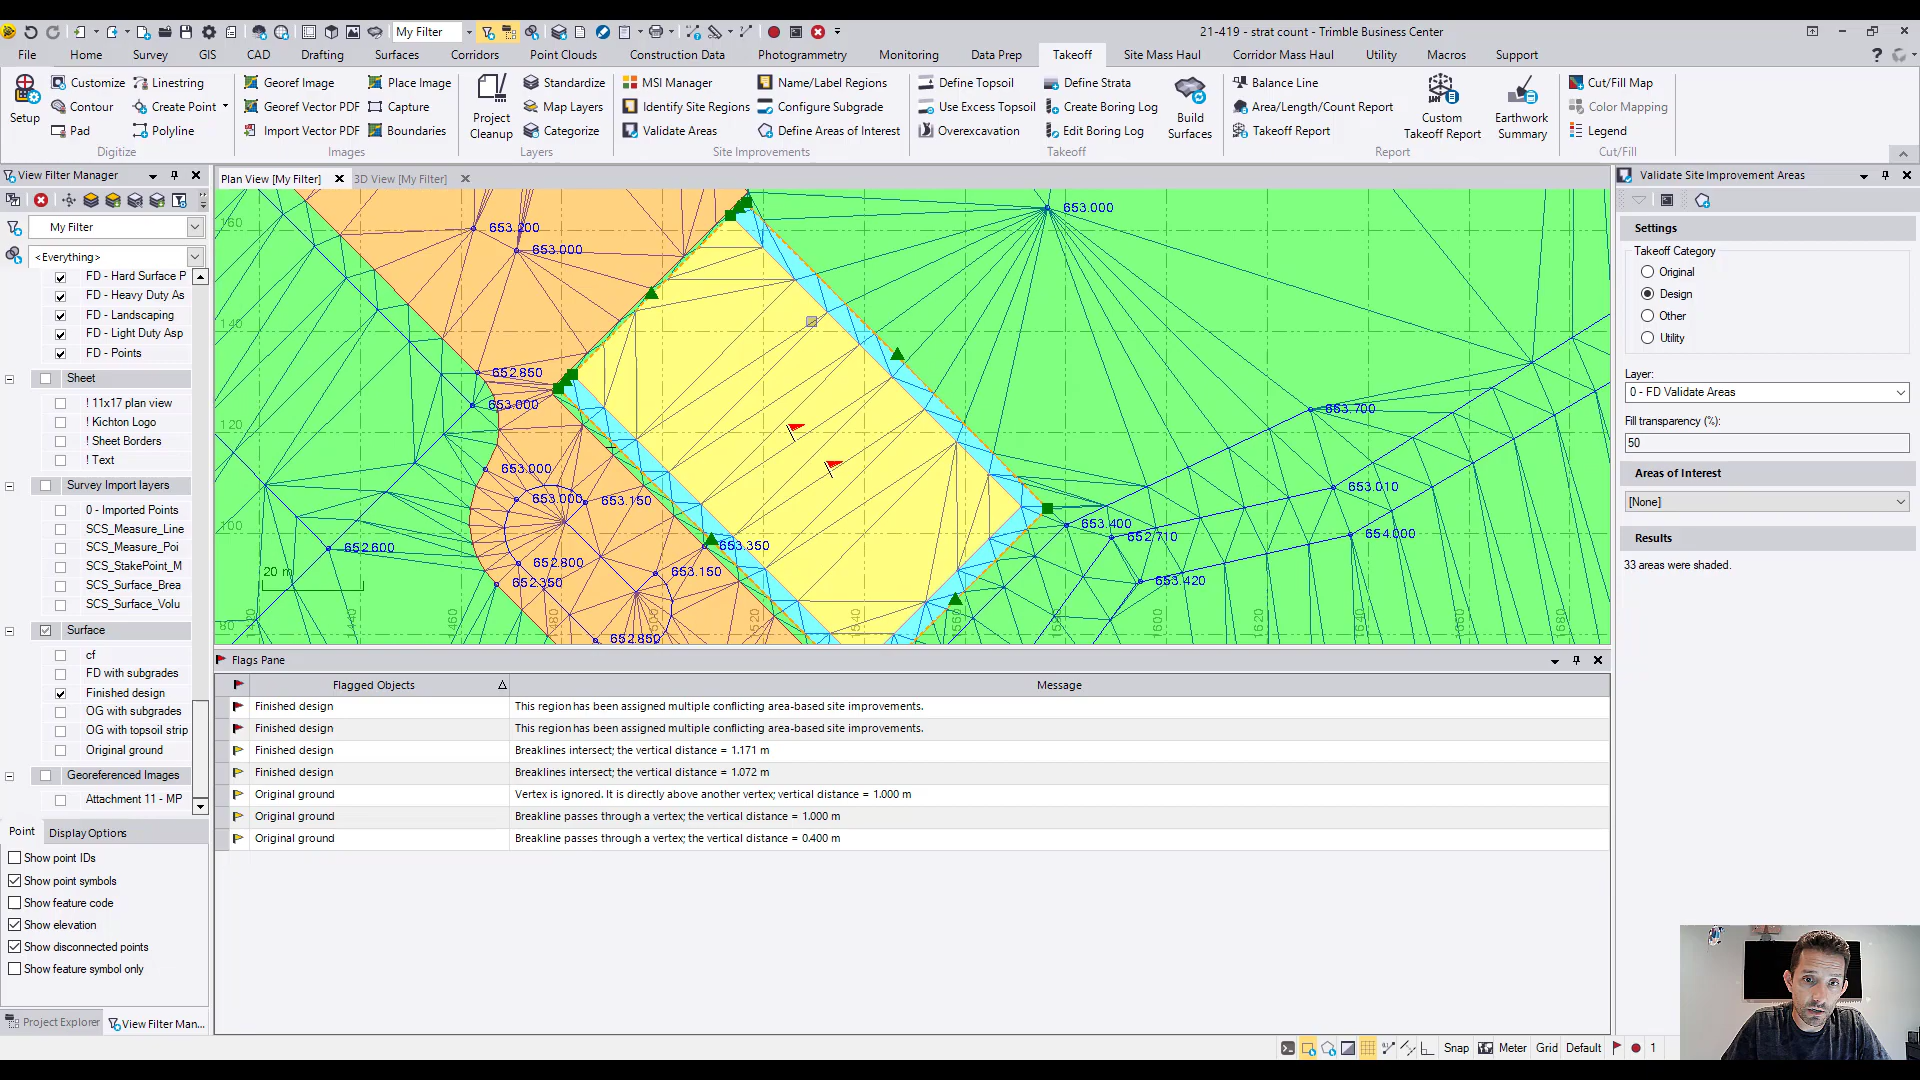 My Filter
21-419 - strat count - Trimble Business Center
File Home Survey GIS CAD Drafting Surfaces Corridors Point Clouds Construction Data Photogrammetry Monitoring Data Prep Takeoff Site Mass Haul Corridor Mass Haul Utility Macros Support
Setup
Customize Linestring
Contour Create Point
Pad Polyline
Digitize
Georef Image Place Image
Georef Vector PDF Capture
Import Vector PDF Boundaries
Images
Project Cleanup
Standardize
Map Layers
Categorize
Layers
MSI Manager Name/Label Regions
Identify Site Regions Configure Subgrade
Validate Areas Define Areas of Interest
Site Improvements
Define Topsoil Define Strata
Use Excess Topsoil Create Boring Log
Overexcavation Edit Boring Log
Build Surfaces
Takeoff
Balance Line
Area/Length/Count Report
Takeoff Report
Custom Takeoff Report
Earthwork Summary
Report
Cut/Fill Map
Color Mapping
Legend
Cut/Fill
View Filter Manager
My Filter
<Everything>
FD - Hard Surface P
FD - Heavy Duty As
FD - Landscaping
FD - Light Duty Asp
FD - Points
Sheet
! 11x17 plan view
! Kichton Logo
! Sheet Borders
! Text
Survey Import layers
0 - Imported Points
SCS_Measure_Line
SCS_Measure_Poi
SCS_StakePoint_M
SCS_Surface_Brea
SCS_Surface_Volu
Surface
cf
FD with subgrades
Finished design
OG with subgrades
OG with topsoil strip
Original ground
Georeferenced Images
Attachment 11 - MP
Point Display Options
Show point IDs
Show point symbols
Show feature code
Show elevation
Show disconnected points
Show feature symbol only
Project Explorer View Filter Man...
Plan View [My Filter] 3D View [My Filter]
653.000
160
653.200
653.000
140
652.850
653.000
653.700
120
653.000
653.010
653.000
653.150
100
653.400
652.710
654.000
653.350
652.600
652.800
653.150
652.350
653.420
20 m
652.850
Flags Pane
Flagged Objects Message
Finished design This region has been assigned multiple conflicting area-based site improvements.
Finished design This region has been assigned multiple conflicting area-based site improvements.
Finished design Breaklines intersect; the vertical distance = 1.171 m
Finished design Breaklines intersect; the vertical distance = 1.072 m
Original ground Vertex is ignored. It is directly above another vertex; vertical distance = 1.000 m
Original ground Breakline passes through a vertex; the vertical distance = 1.000 m
Original ground Breakline passes through a vertex; the vertical distance = 0.400 m
Validate Site Improvement Areas
Settings
Takeoff Category
Original
Design
Other
Utility
Layer:
0 - FD Validate Areas
Fill transparency (%):
50
Areas of Interest
[None]
Results
33 areas were shaded.
Snap Meter Grid Default 1